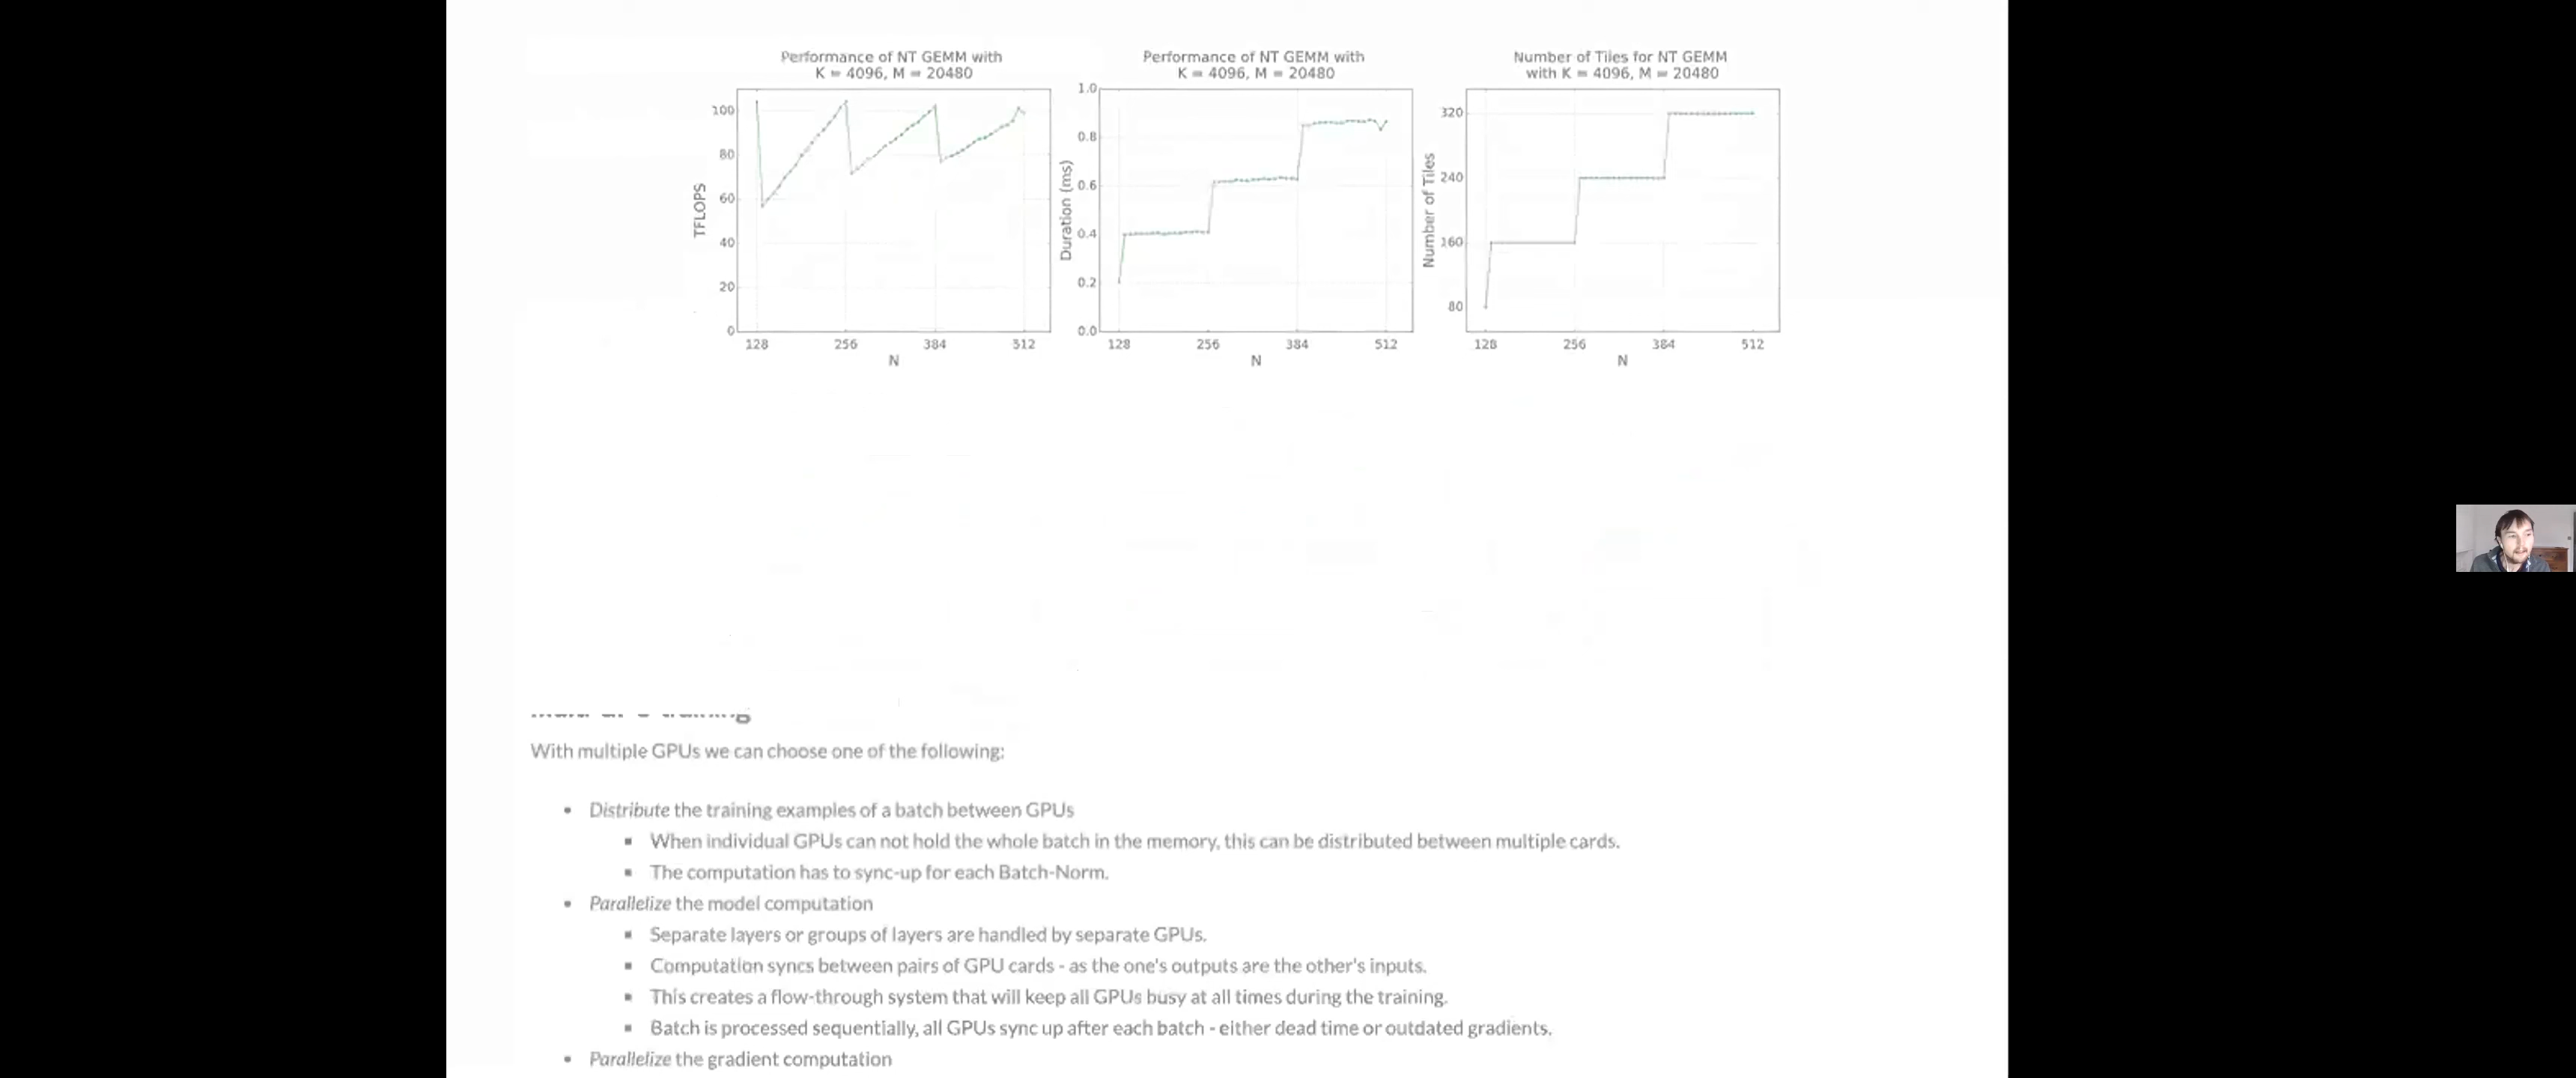 Performance of NT GEMM with
K = 4096, M = 20480
TFLOPS
100
80
60
40
20
0
128 256 384 512
N
Performance of NT GEMM with
K = 4096, M = 20480
Duration (ms)
1.0
0.8
0.6
0.4
0.2
0.0
128 256 384 512
N
Number of Tiles for NT GEMM
with K = 4096, M = 20480
Number of Tiles
320
240
160
80
128 256 384 512
N
With multiple GPUs we can choose one of the following:
• Distribute the training examples of a batch between GPUs
▪ When individual GPUs can not hold the whole batch in the memory, this can be distributed between multiple cards.
▪ The computation has to sync-up for each Batch-Norm.
• Parallelize the model computation
▪ Separate layers or groups of layers are handled by separate GPUs.
▪ Computation syncs between pairs of GPU cards - as the one's outputs are the other's inputs.
▪ This creates a flow-through system that will keep all GPUs busy at all times during the training.
▪ Batch is processed sequentially, all GPUs sync up after each batch - either dead time or outdated gradients.
• Parallelize the gradient computation